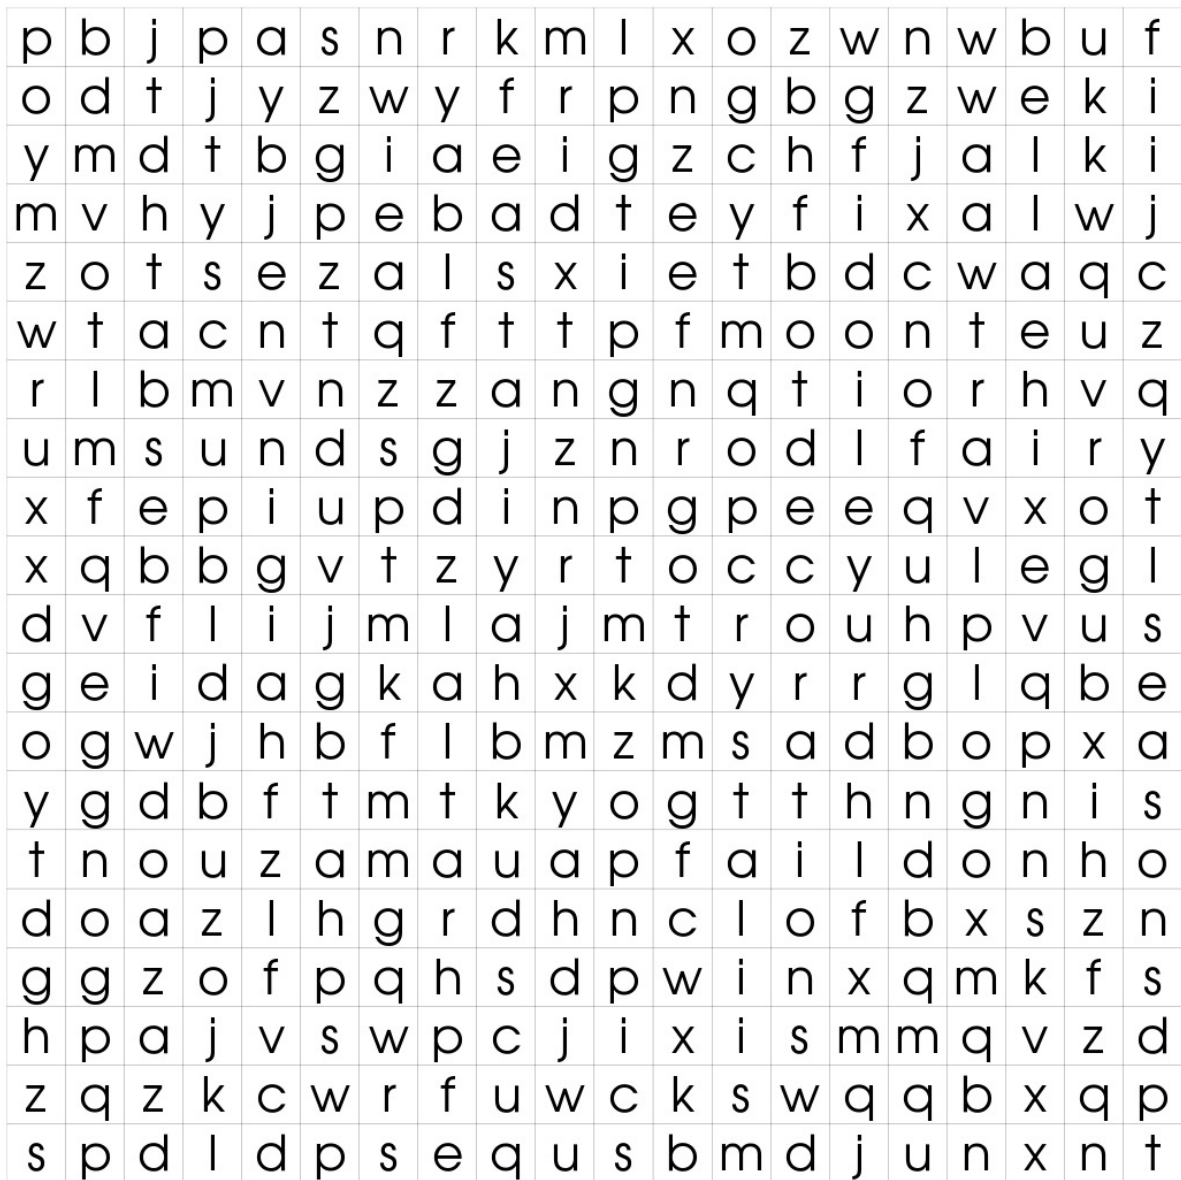 p b j p a s n r k m l x o z w n w b u f
o d t j y z w y f r p n g b g z w e k i
y m d t b g i a e i g z c h f j a l k i
m v h y j p e b a d t e y f i x a l w j
z o t s e z a l s x i e t b d c w a q c
w t a c n t q f t t p f m o o n t e u z
r l b m v n z z a n g n q t i o r h v q
u m s u n d s g j z n r o d l f a i r y
x f e p i u p d i n p g p e e q v x o t
x q b b g v t z y r t o c c y u l e g l
d v f l i j m l a j m t r o u h p v u s
g e i d a g k a h x k d y r r g l q b e
o g w j h b f l b m z m s a d b o p x a
y g d b f t m t k y o g t t h n g n i s
t n o u z a m a u a p f a i l d o n h o
d o a z l h g r d h n c l o f b x s z n
g g z o f p q h s d p w i n x q m k f s
h p a j v s w p c j i x i s m m q v z d
z q z k c w r f u w c k s w q q b x q p
s p d l d p s e q u s b m d j u n x n t